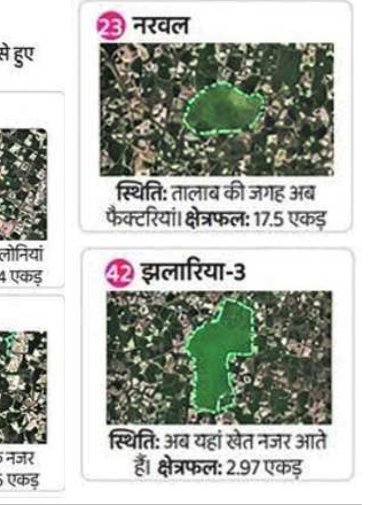 से हुए
लोनियां
4 एकड़
नजर
एकड़
23 नरवल
स्थिति: तालाब की जगह अब
फैक्टरियां। क्षेत्रफल: 17.5 एकड़
42 झलारिया-3
स्थिति: अब यहां खेत नजर आते
हैं। क्षेत्रफल: 2.97 एकड़